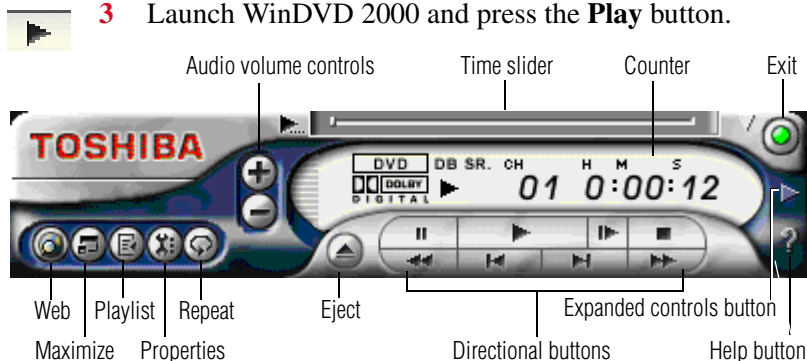 3 Launch WinDVD 2000 and press the Play button.
Audio volume controls Time slider Counter Exit
TOSHIBA
DVD DB SR. CH H M S
DOLBY 01 0:00:12
DIGITAL
?
Web Playlist Repeat Eject Expanded controls button
Maximize Properties Directional buttons Help button